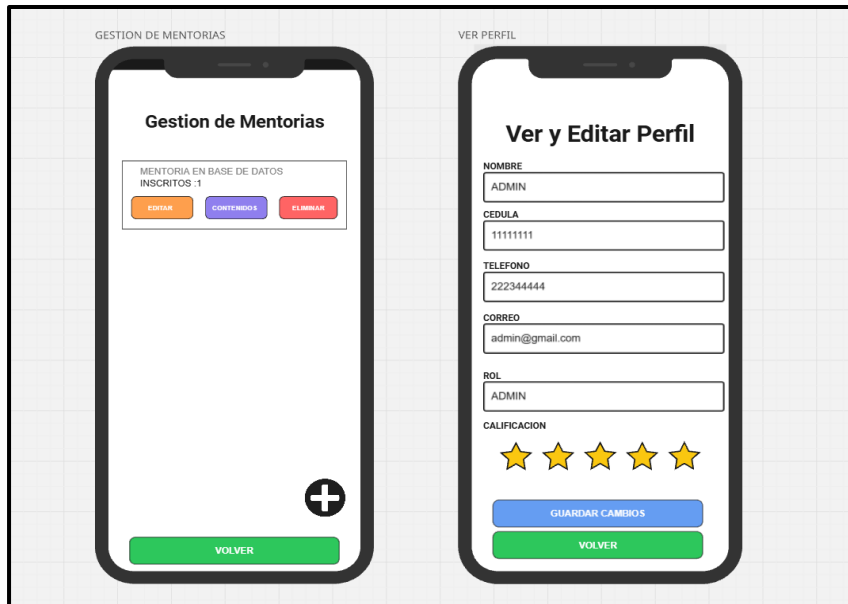 GESTION DE MENTORIAS
Gestion de Mentorias
MENTORIA EN BASE DE DATOS
INSCRITOS :1
EDITAR
CONTENIDOS
ELIMINAR
VOLVER
VER PERFIL
Ver y Editar Perfil
NOMBRE
ADMIN
CEDULA
11111111
TELEFONO
222344444
CORREO
admin@gmail.com
ROL
ADMIN
CALIFICACION
GUARDAR CAMBIOS
VOLVER